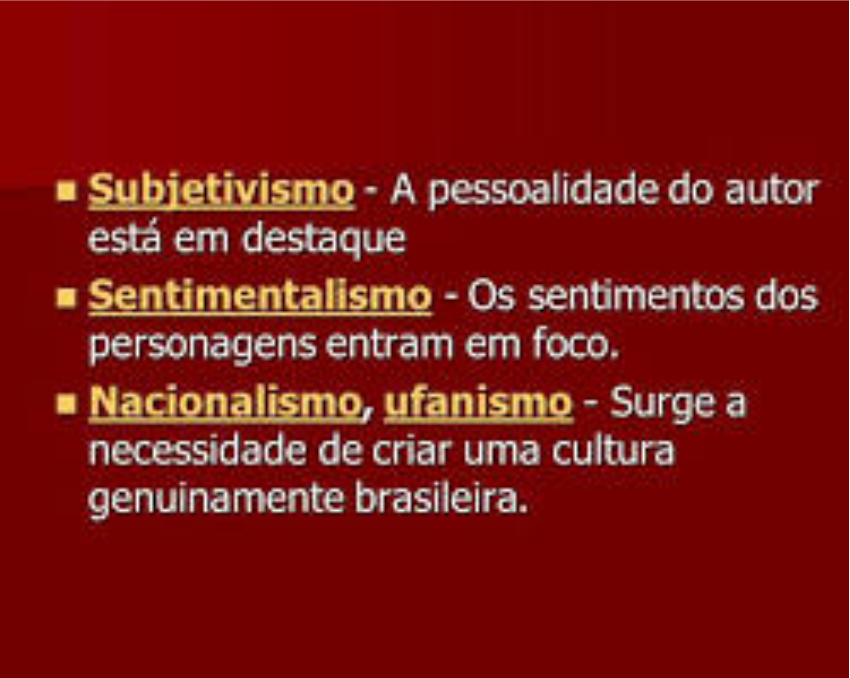 Subjetivismo - A pessoalidade do autor
está em destaque
Sentimentalismo - Os sentimentos dos
personagens entram em foco.
Nacionalismo, ufanismo - Surge a
necessidade de criar uma cultura
genuinamente brasileira.